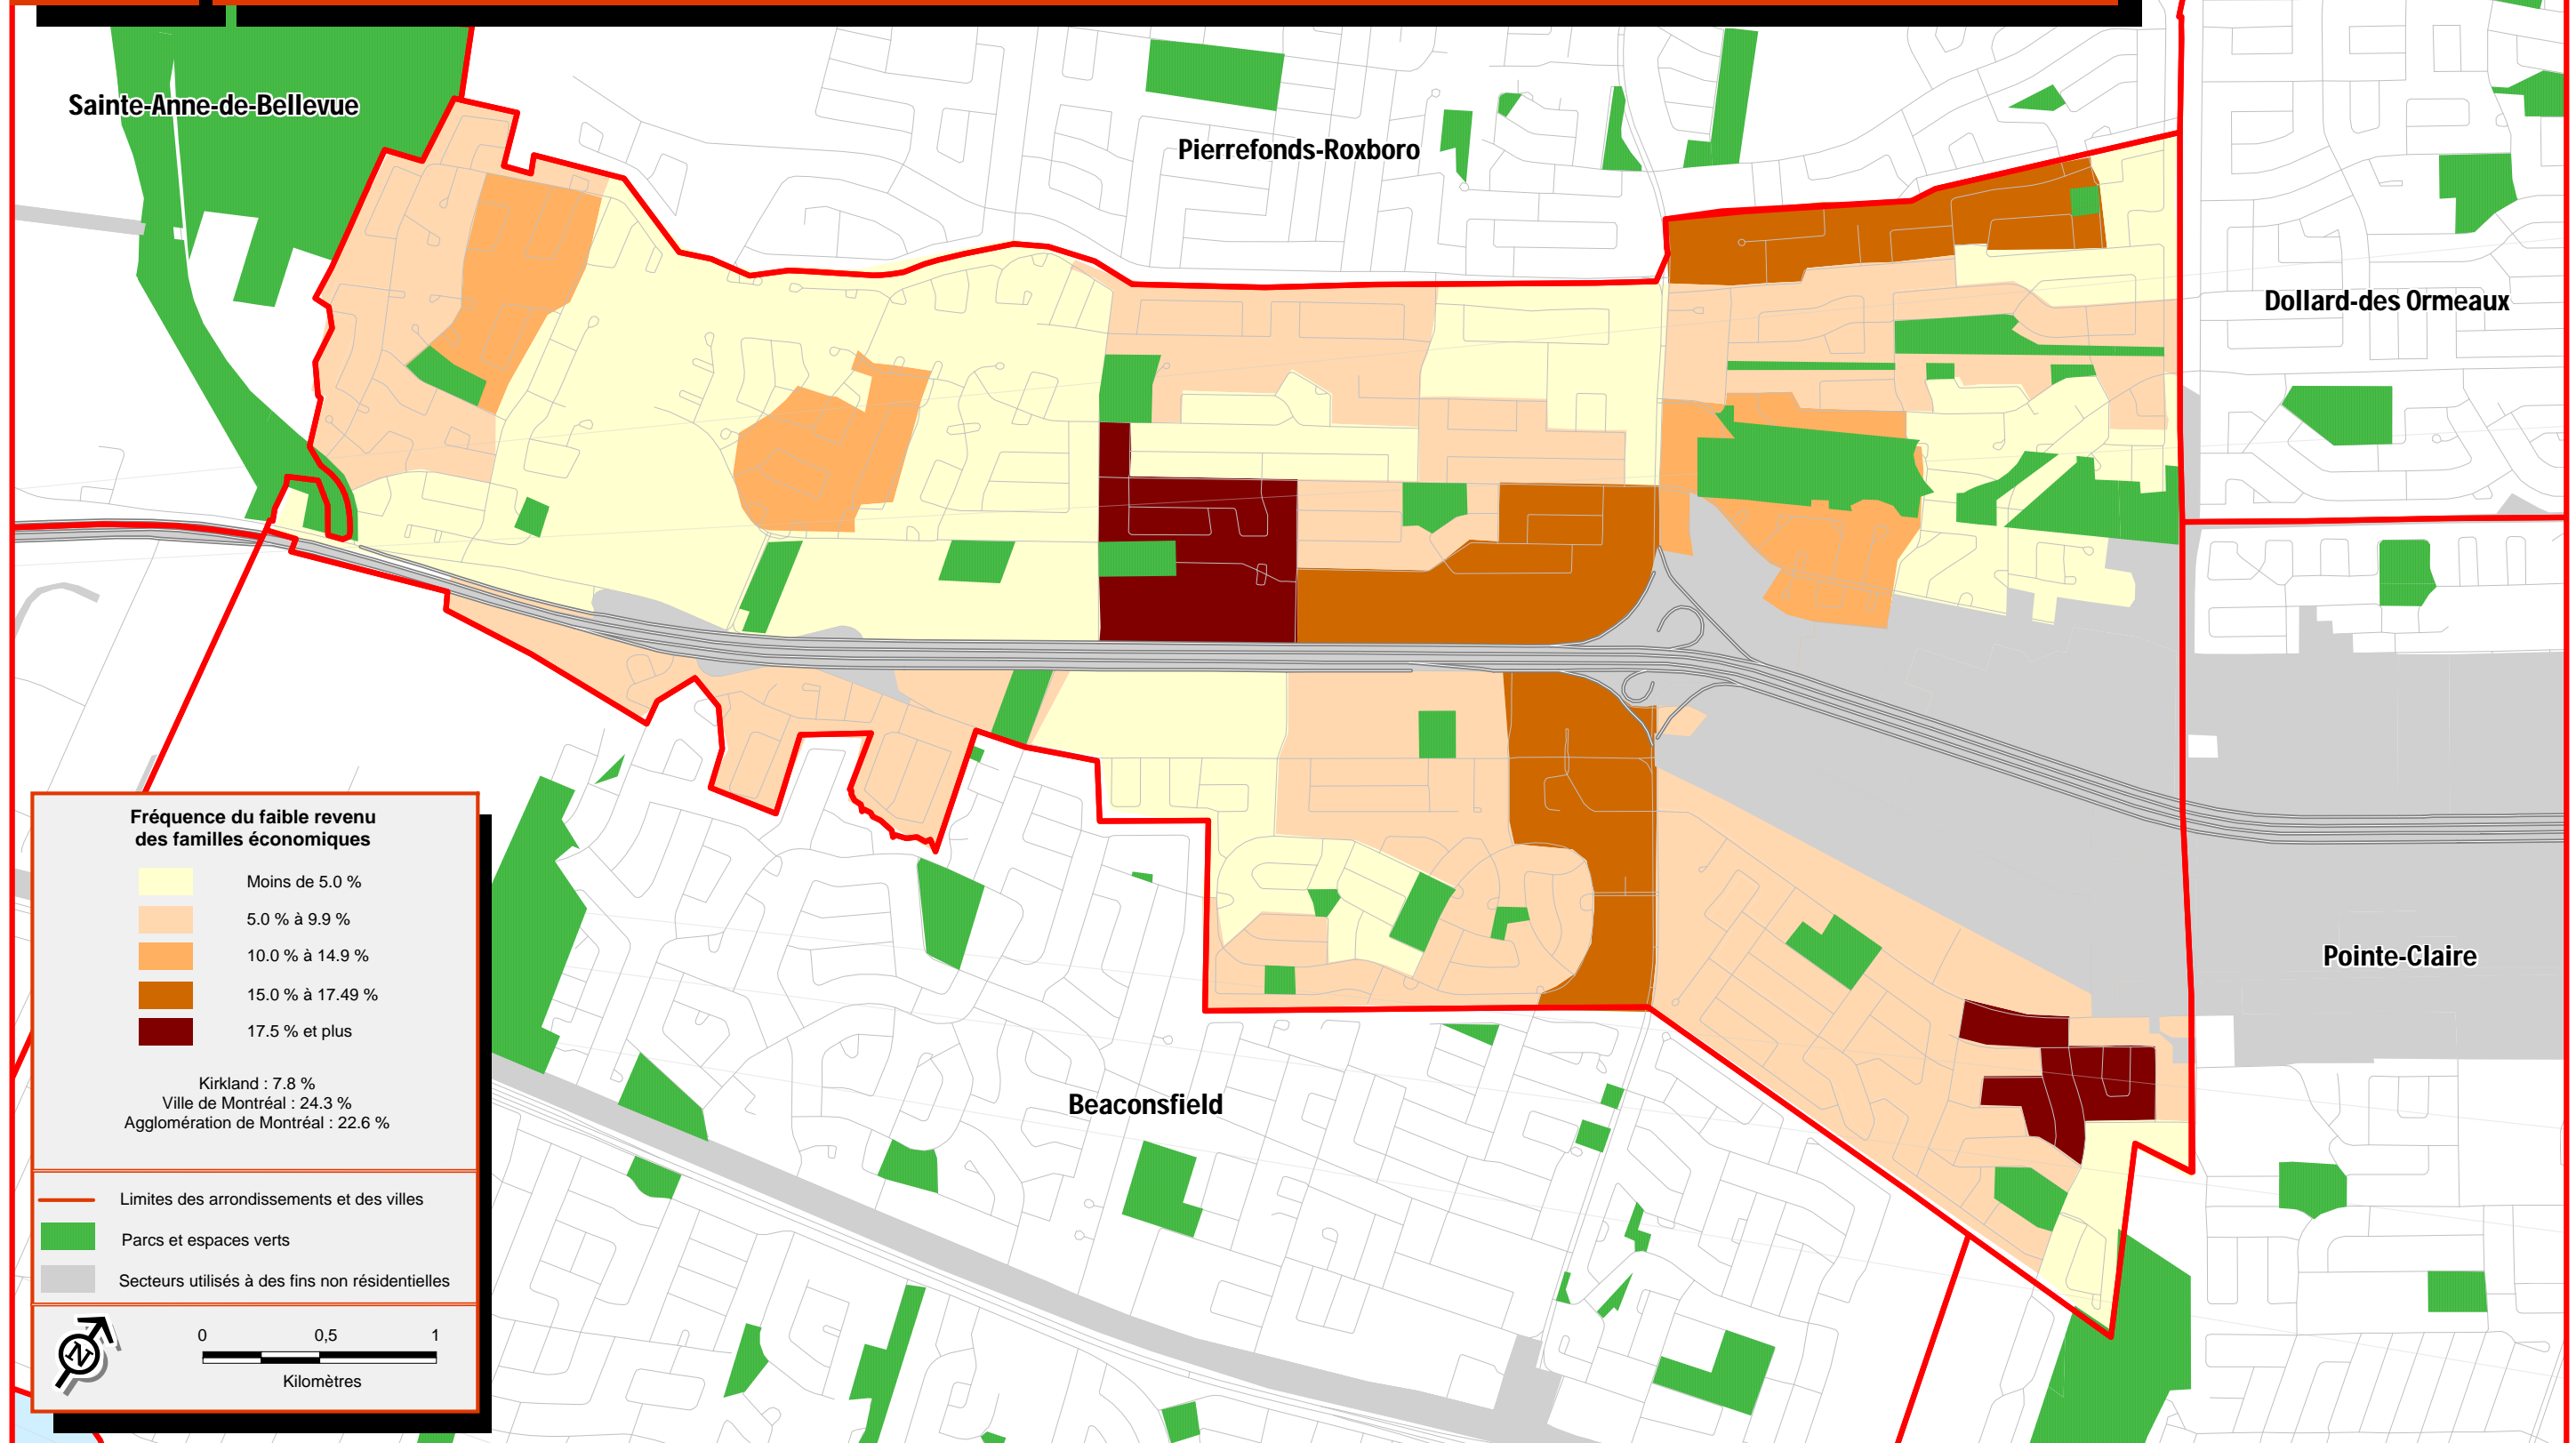 Sainte-Anne-de-Bellevue
Pierrefonds-Roxboro
Dollard-des Ormeaux
Pointe-Claire
Beaconsfield
Fréquence du faible revenu
des familles économiques
Moins de 5.0 %
5.0 % à 9.9 %
10.0 % à 14.9 %
15.0 % à 17.49 %
17.5 % et plus
Kirkland : 7.8 %
Ville de Montréal : 24.3 %
Agglomération de Montréal : 22.6 %
Limites des arrondissements et des villes
Parcs et espaces verts
Secteurs utilisés à des fins non résidentielles
N
0 0,5 1
Kilomètres